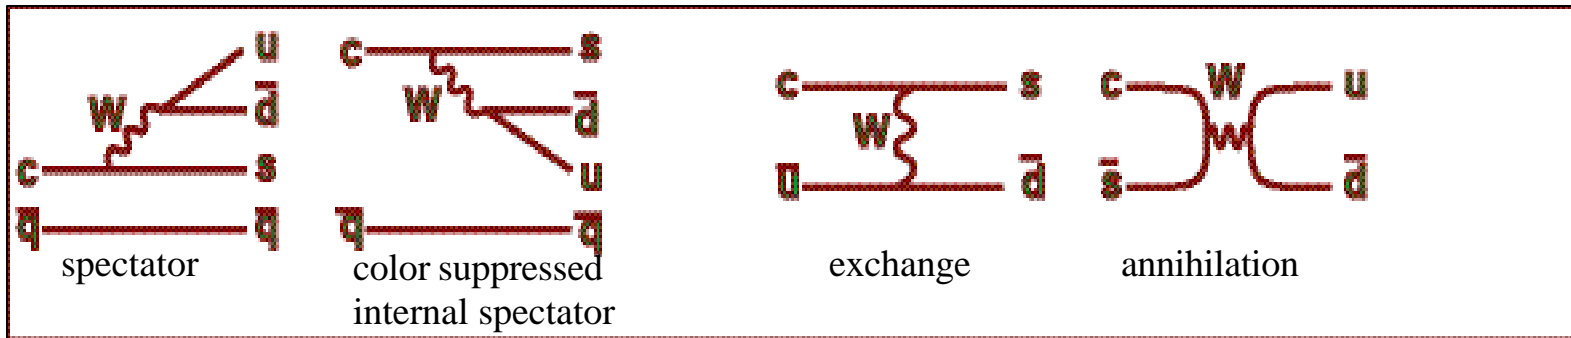 u
d̅
W
c s
q̅ q̅
spectator
c s
W d̅
u
q̅ q̅
color suppressed
internal spectator
c s
W
u̅ d̅
exchange
c W u
s̅ d̅
annihilation